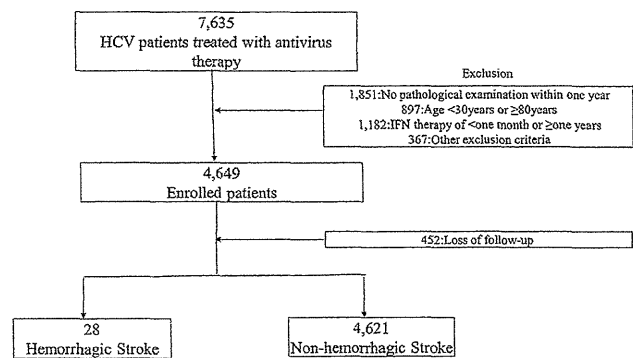 7,635
HCV patients treated with antivirus
therapy
Exclusion
1,851:No pathological examination within one year
897:Age <30years or ≥80years
1,182:IFN therapy of <one month or ≥one years
367:Other exclusion criteria
4,649
Enrolled patients
452:Loss of follow-up
28
Hemorrhagic Stroke
4,621
Non-hemorrhagic Stroke